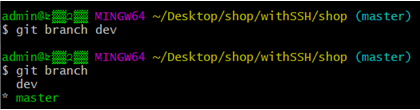 admin@ MINGW64 ~/Desktop/shop/withSSH/shop (master)
$ git branch dev
admin@ MINGW64 ~/Desktop/shop/withSSH/shop (master)
$ git branch
dev
* master